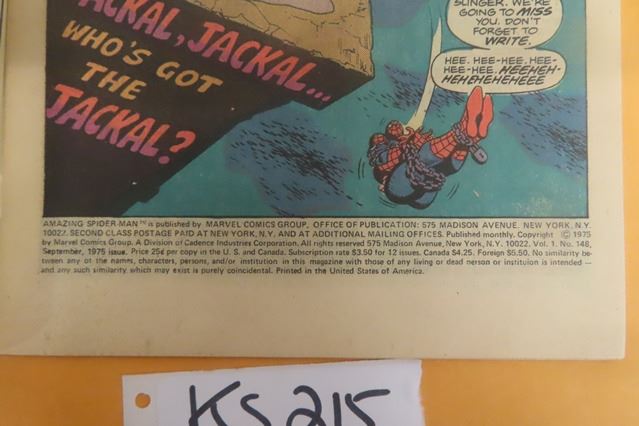 JACKAL, JACKAL...
WHO'S GOT
THE
JACKAL?
SLINGER. WE'RE
GOING TO MISS
YOU. DON'T
FORGET TO
WRITE.
HEE. HEE-HEE. HEE-
HEE-HEE. HEEHEH-
HEHEHEHEHEEE
AMAZING SPIDER-MAN™ is published by MARVEL COMICS GROUP, OFFICE OF PUBLICATION: 575 MADISON AVENUE, NEW YORK, N.Y.
10022. SECOND CLASS POSTAGE PAID AT NEW YORK, N.Y. AND AT ADDITIONAL MAILING OFFICES. Published monthly. Copyright © 1975
by Marvel Comics Group, A Division of Cadence Industries Corporation. All rights reserved 575 Madison Avenue, New York, N.Y. 10022. Vol. 1. No. 148,
September, 1975 issue. Price 25¢ per copy in the U.S. and Canada. Subscription rate $3.50 for 12 issues. Canada $4.25. Foreign $5.50. No similarity be-
tween any of the names, characters, persons, and/or institution in this magazine with those of any living or dead person or instituion is intended —
and any such similarity which may exist is purely coincidental. Printed in the United States of America.
KS 215